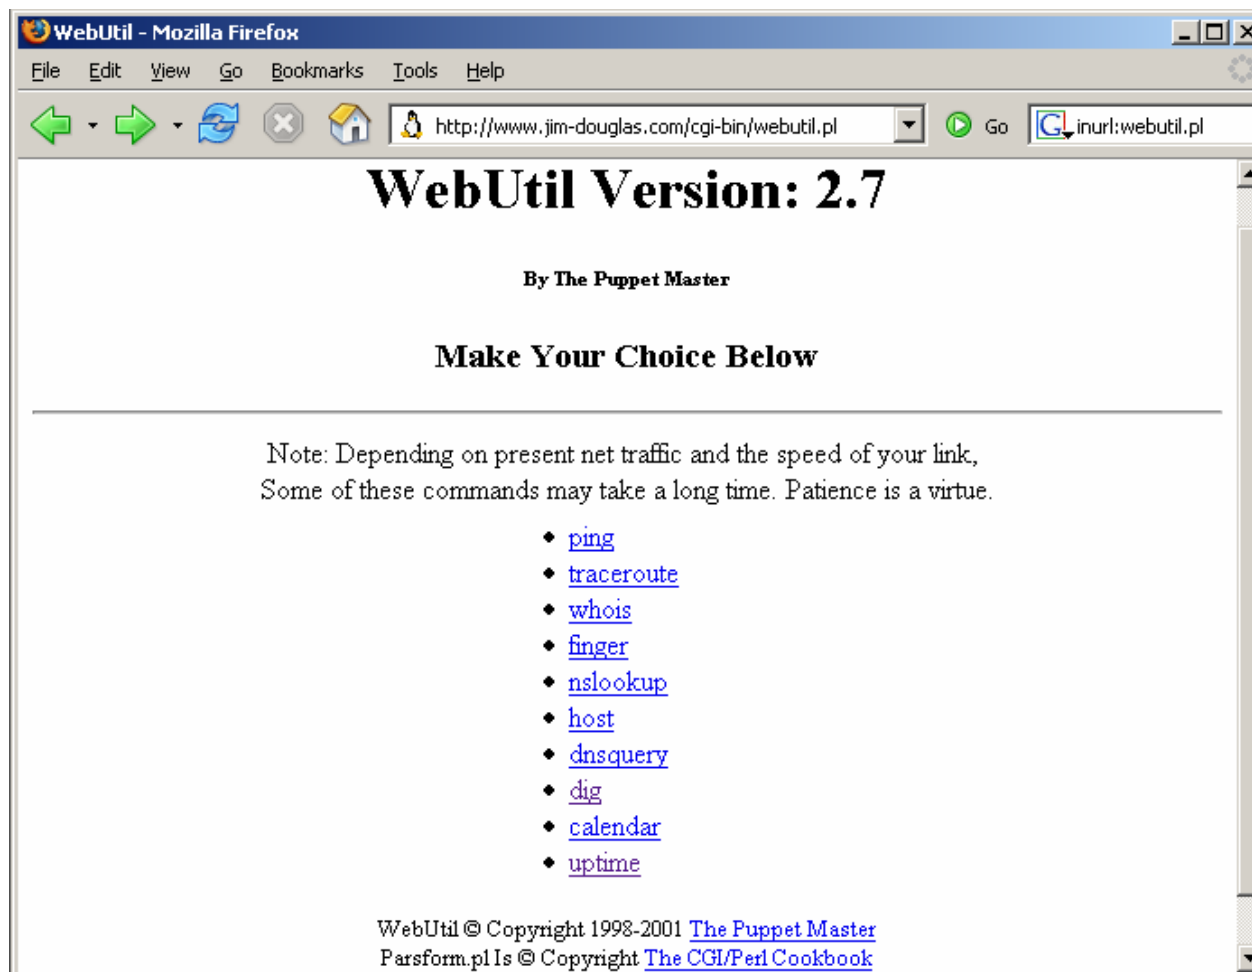 WebUtil - Mozilla Firefox
File Edit View Go Bookmarks Tools Help
http://www.jim-douglas.com/cgi-bin/webutil.pl Go G inurl:webutil.pl
WebUtil Version: 2.7
By The Puppet Master
Make Your Choice Below
Note: Depending on present net traffic and the speed of your link,
Some of these commands may take a long time. Patience is a virtue.
ping
traceroute
whois
finger
nslookup
host
dnsquery
dig
calendar
uptime
WebUtil © Copyright 1998-2001 The Puppet Master
Parsform.pl Is © Copyright The CGI/Perl Cookbook